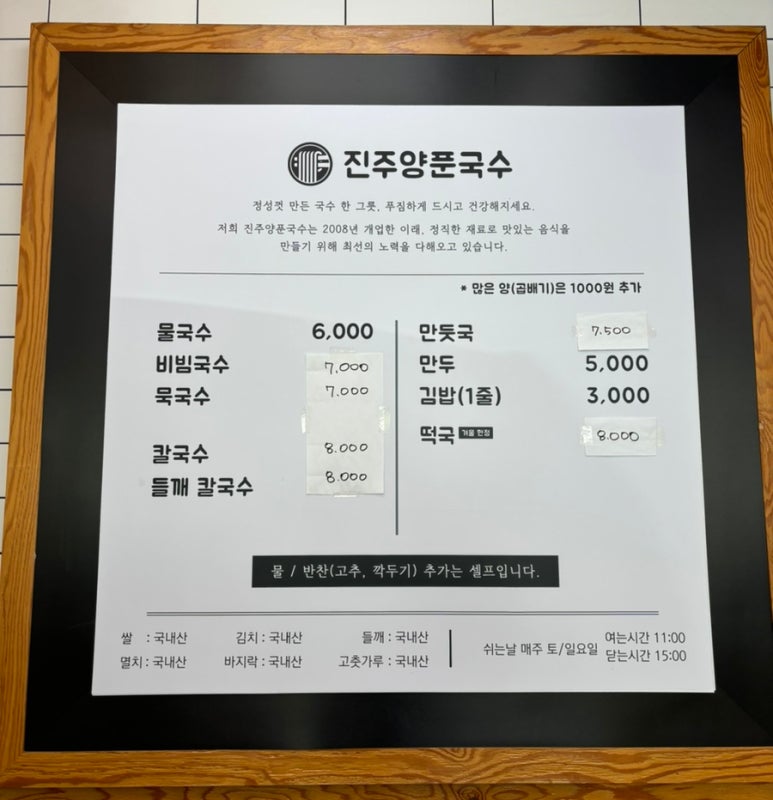 진주양푼국수
정성껏 만든 국수 한 그릇, 푸짐하게 드시고 건강해지세요.
저희 진주양푼국수는 2008년 개업한 이래, 정직한 재료로 맛있는 음식을
만들기 위해 최선의 노력을 다해오고 있습니다.
* 많은 양(곱배기)은 1000원 추가
물국수 6,000
비빔국수 7,000
묵국수 7,000
칼국수 8.000
들깨 칼국수 8.000
만둣국 7.500
만두 5,000
김밥(1줄) 3,000
떡국 겨울 한정 8.000
물 / 반찬(고추, 깍두기) 추가는 셀프입니다.
쌀 : 국내산 김치 : 국내산 들깨 : 국내산
멸치 : 국내산 바지락 : 국내산 고춧가루 : 국내산
쉬는날 매주 토/일요일
여는시간 11:00
닫는시간 15:00